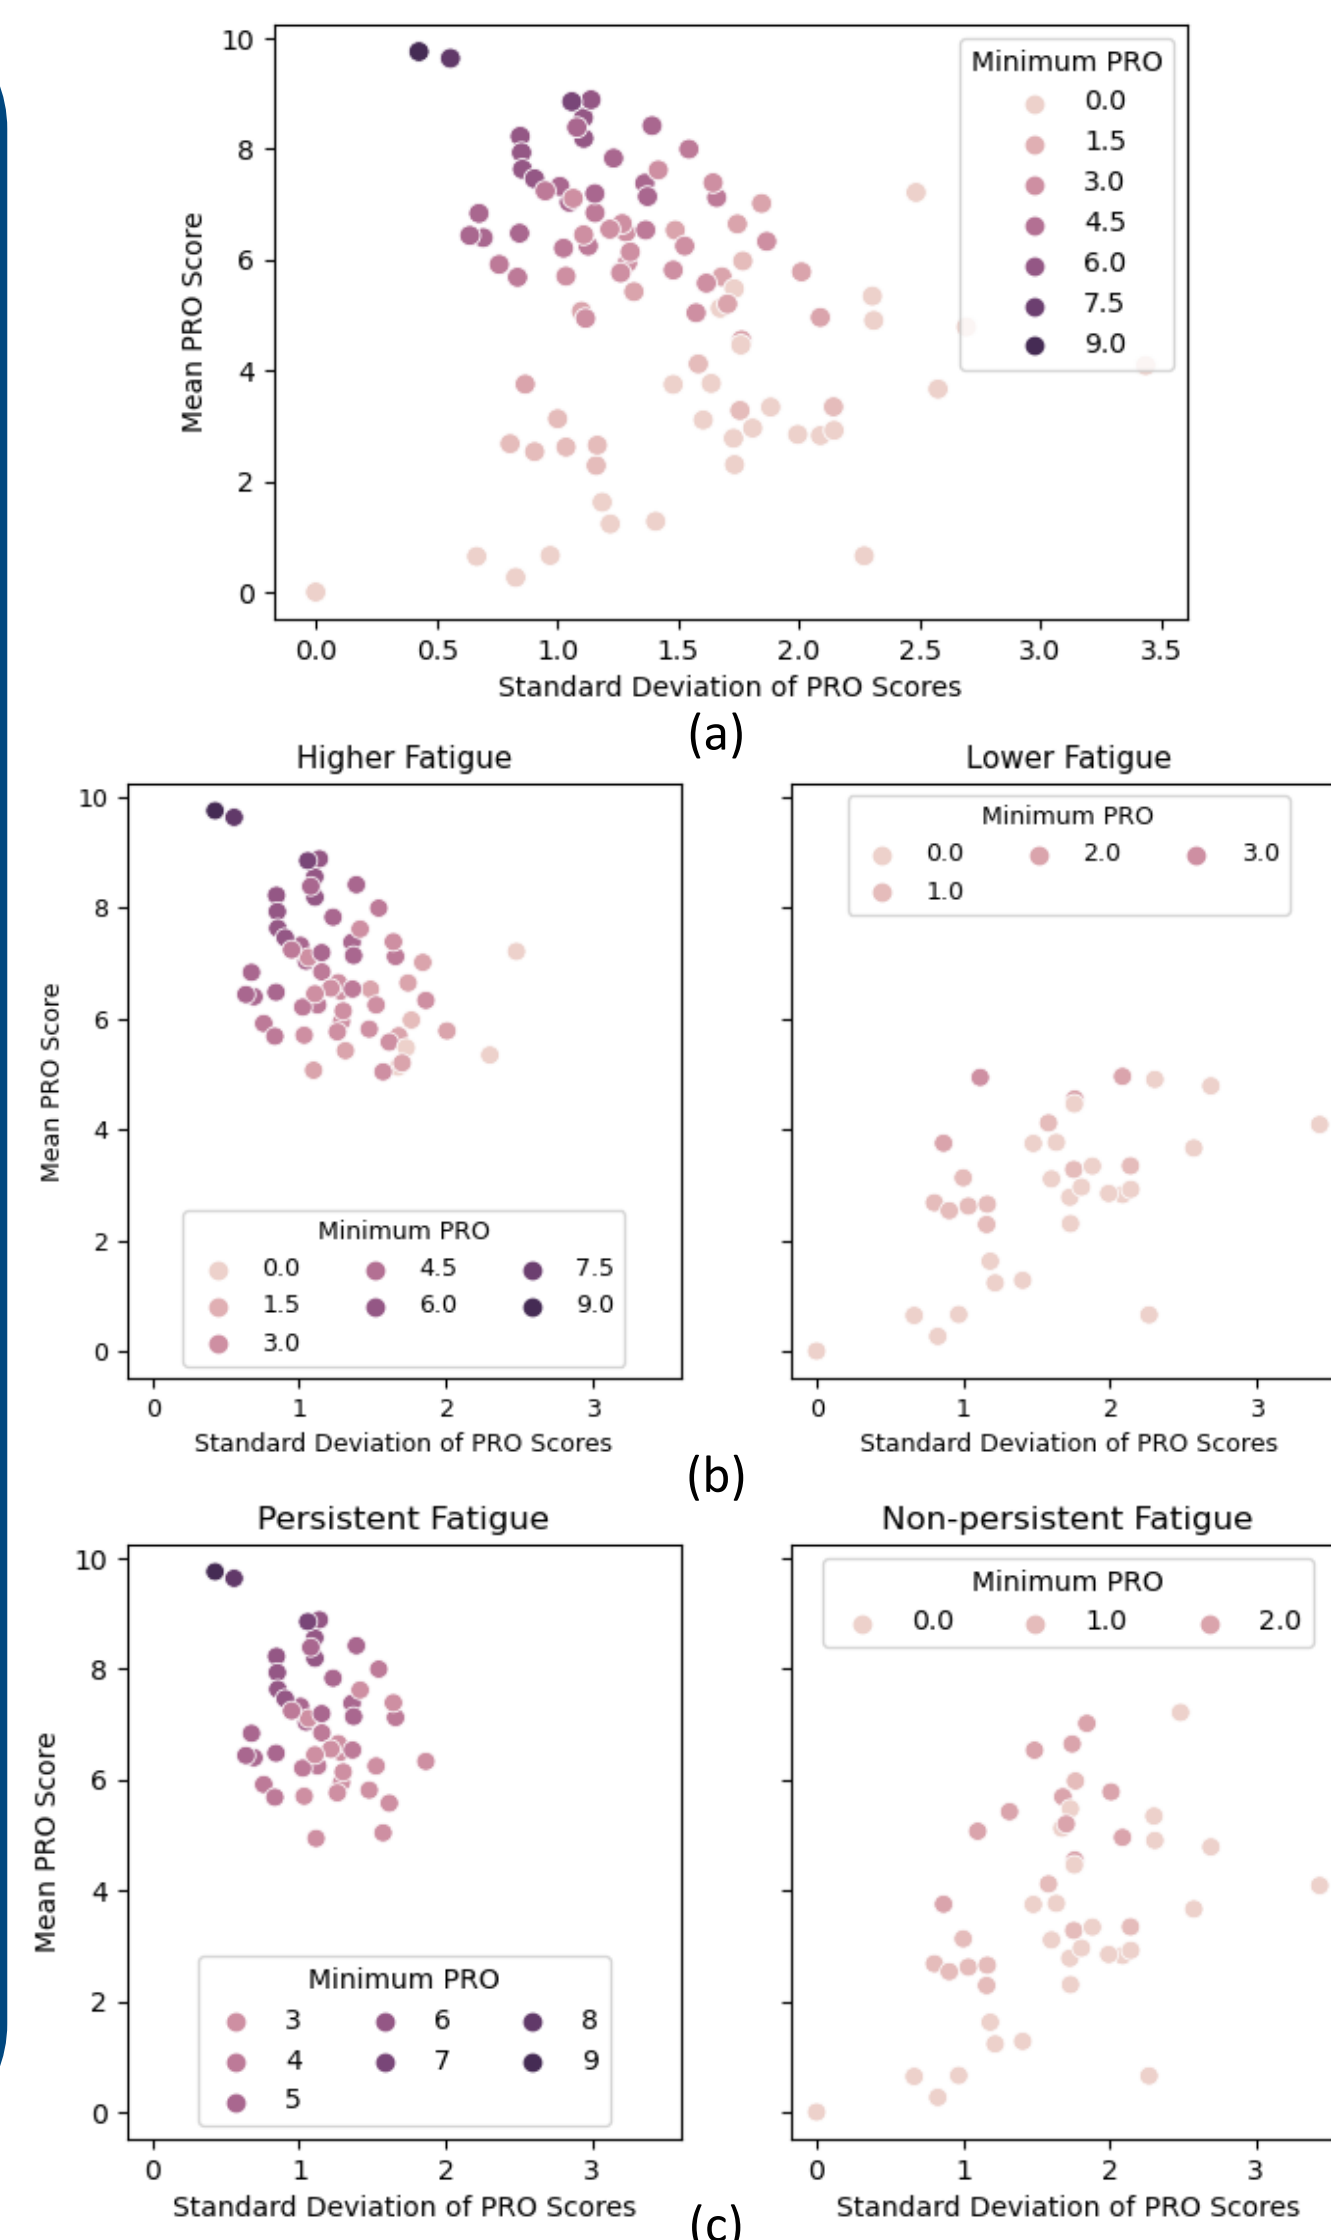 Minimum PRO
0.0
1.5
3.0
4.5
6.0
7.5
9.0
10
8
6
4
2
0
Mean PRO Score
0.0 0.5 1.0 1.5 2.0 2.5 3.0 3.5
Standard Deviation of PRO Scores
(a)
Higher Fatigue
10
8
6
4
2
0
Mean PRO Score
Minimum PRO
0.0 4.5 7.5
1.5 6.0 9.0
3.0
0 1 2 3
Standard Deviation of PRO Scores
Lower Fatigue
Minimum PRO
0.0 2.0 3.0
1.0
0 1 2 3
Standard Deviation of PRO Scores
(b)
Persistent Fatigue
10
8
6
4
2
0
Mean PRO Score
Minimum PRO
3 6 8
4 7 9
5
0 1 2 3
Standard Deviation of PRO Scores
Non-persistent Fatigue
Minimum PRO
0.0 1.0 2.0
0 1 2 3
Standard Deviation of PRO Scores
(c)